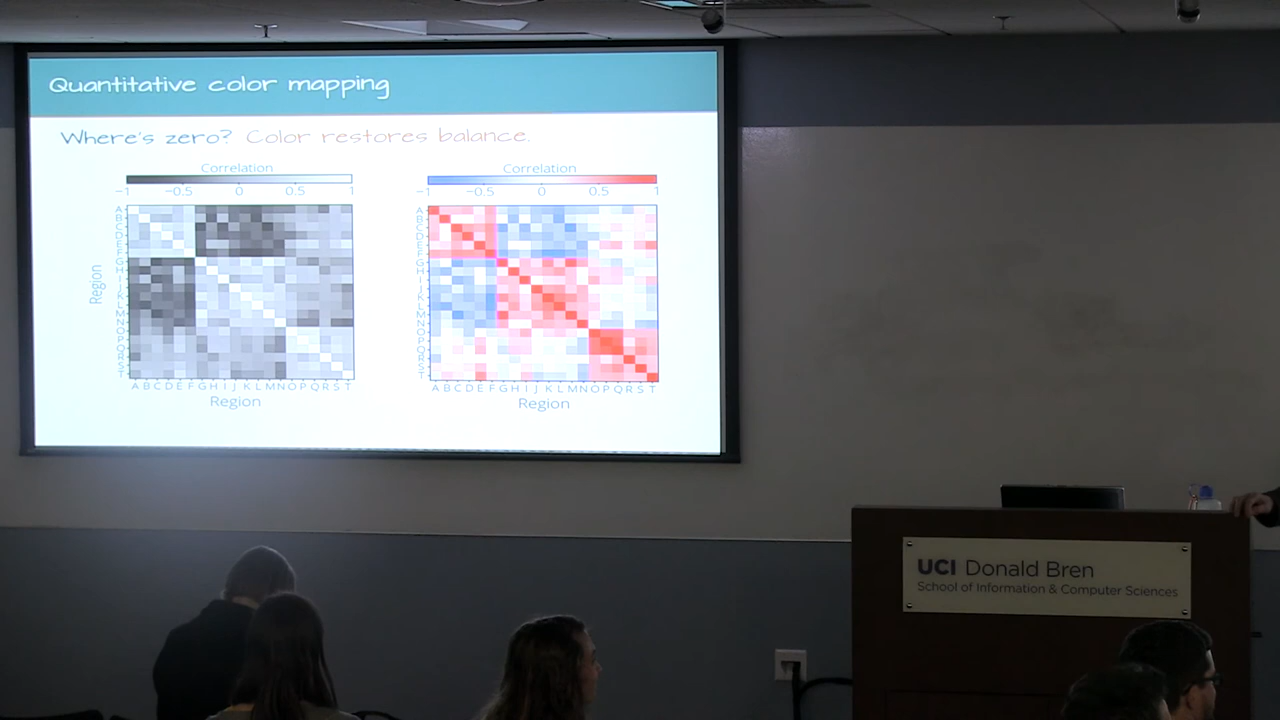 Quantitative color mapping
Where's zero? Color restores balance.
Correlation
−1 −0.5 0 0.5 1
A
B
C
D
E
F
G
H
I
J
K
L
M
N
O
P
Q
R
S
T
Region
A B C D E F G H I J K L M N O P Q R S T
Region
Correlation
−1 −0.5 0 0.5 1
A
B
C
D
E
F
G
H
I
J
K
L
M
N
O
P
Q
R
S
T
A B C D E F G H I J K L M N O P Q R S T
Region
UCI Donald Bren
School of Information & Computer Sciences